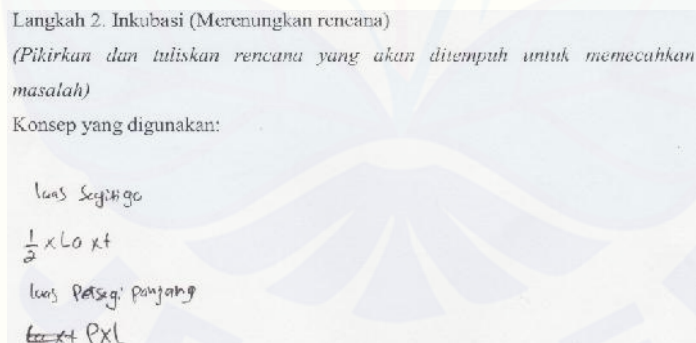 Langkah 2. Inkubasi (Merenungkan rencana)
(Pikirkan dan tuliskan rencana yang akan ditempuh untuk memecahkan
masalah)
Konsep yang digunakan:
luas segitiga
1/2 x La x t
luas Persegi panjang
La x t P x l